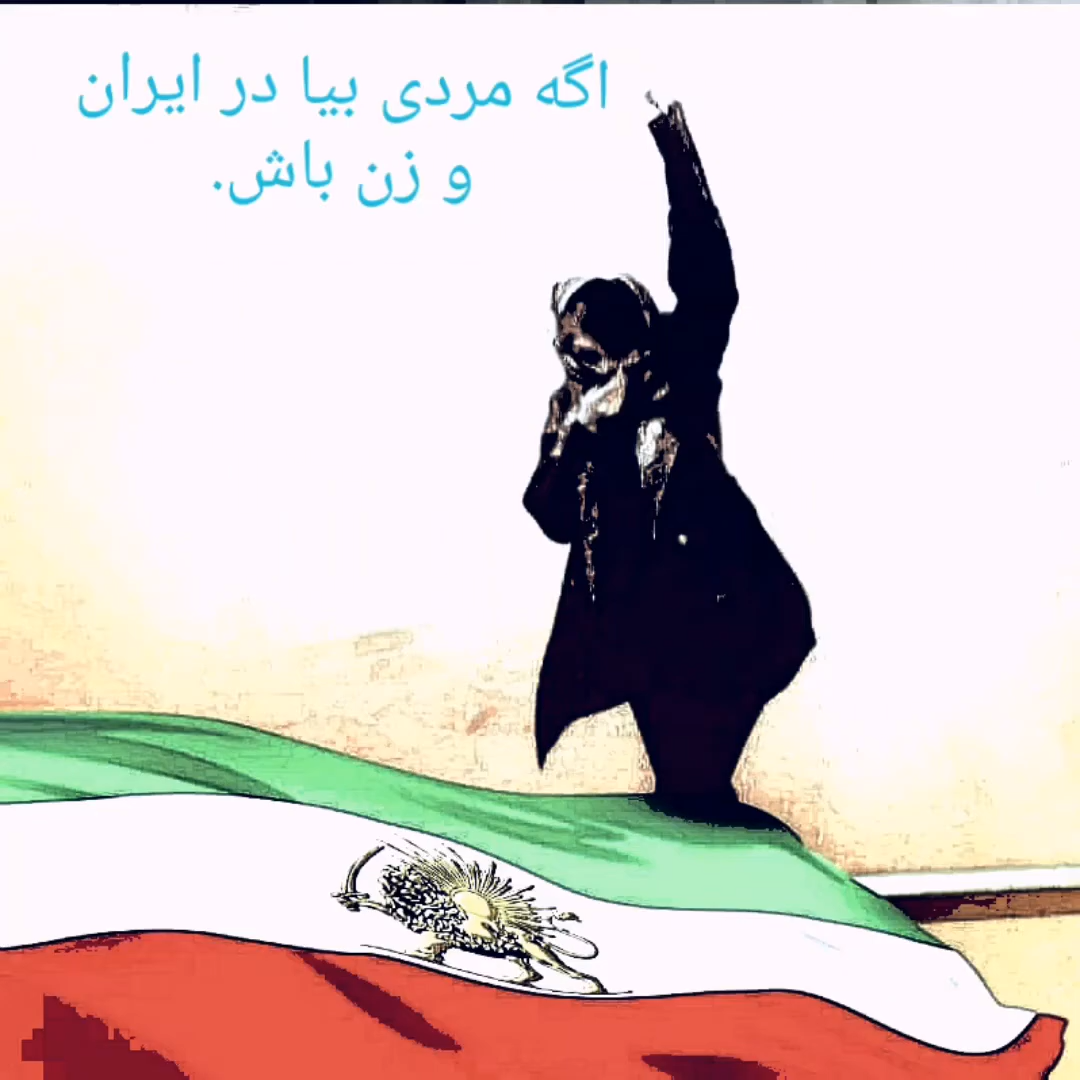 اگه مردی بیا در ایران
و زن باش.